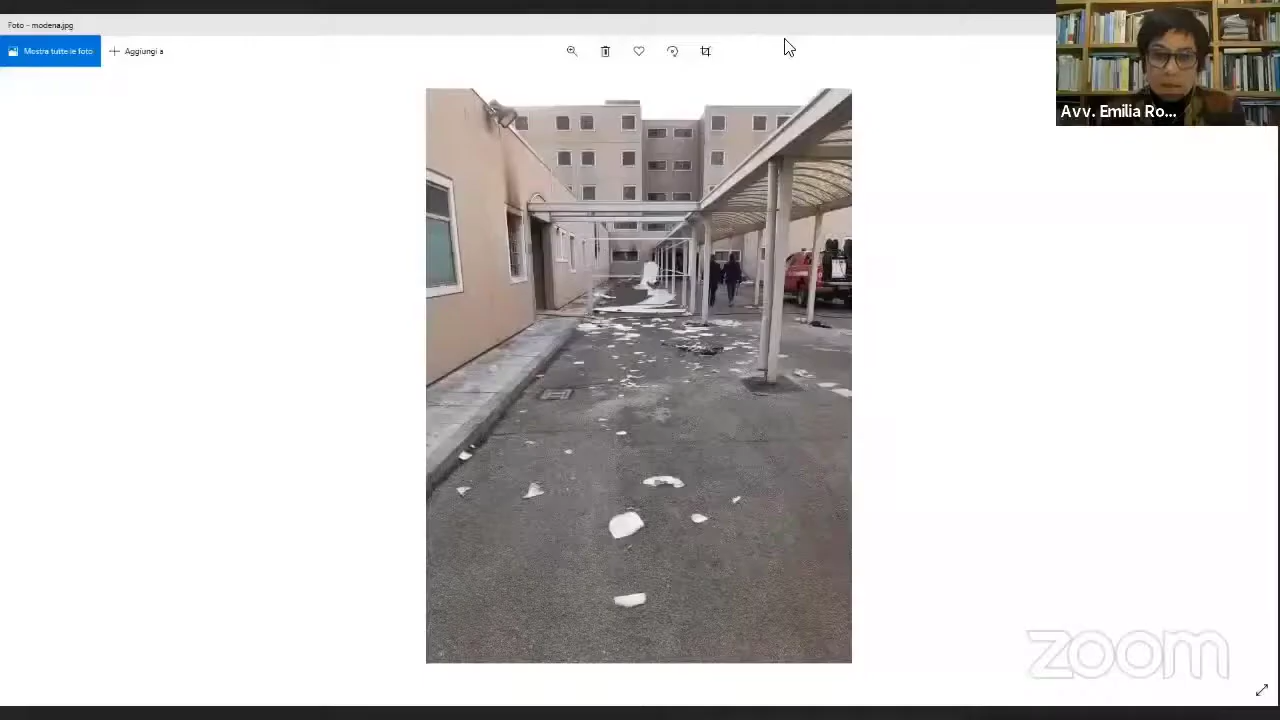 Foto - modena.jpg
Mostra tutte le foto
Aggiungi a
Avv. Emilia Ro...
zoom